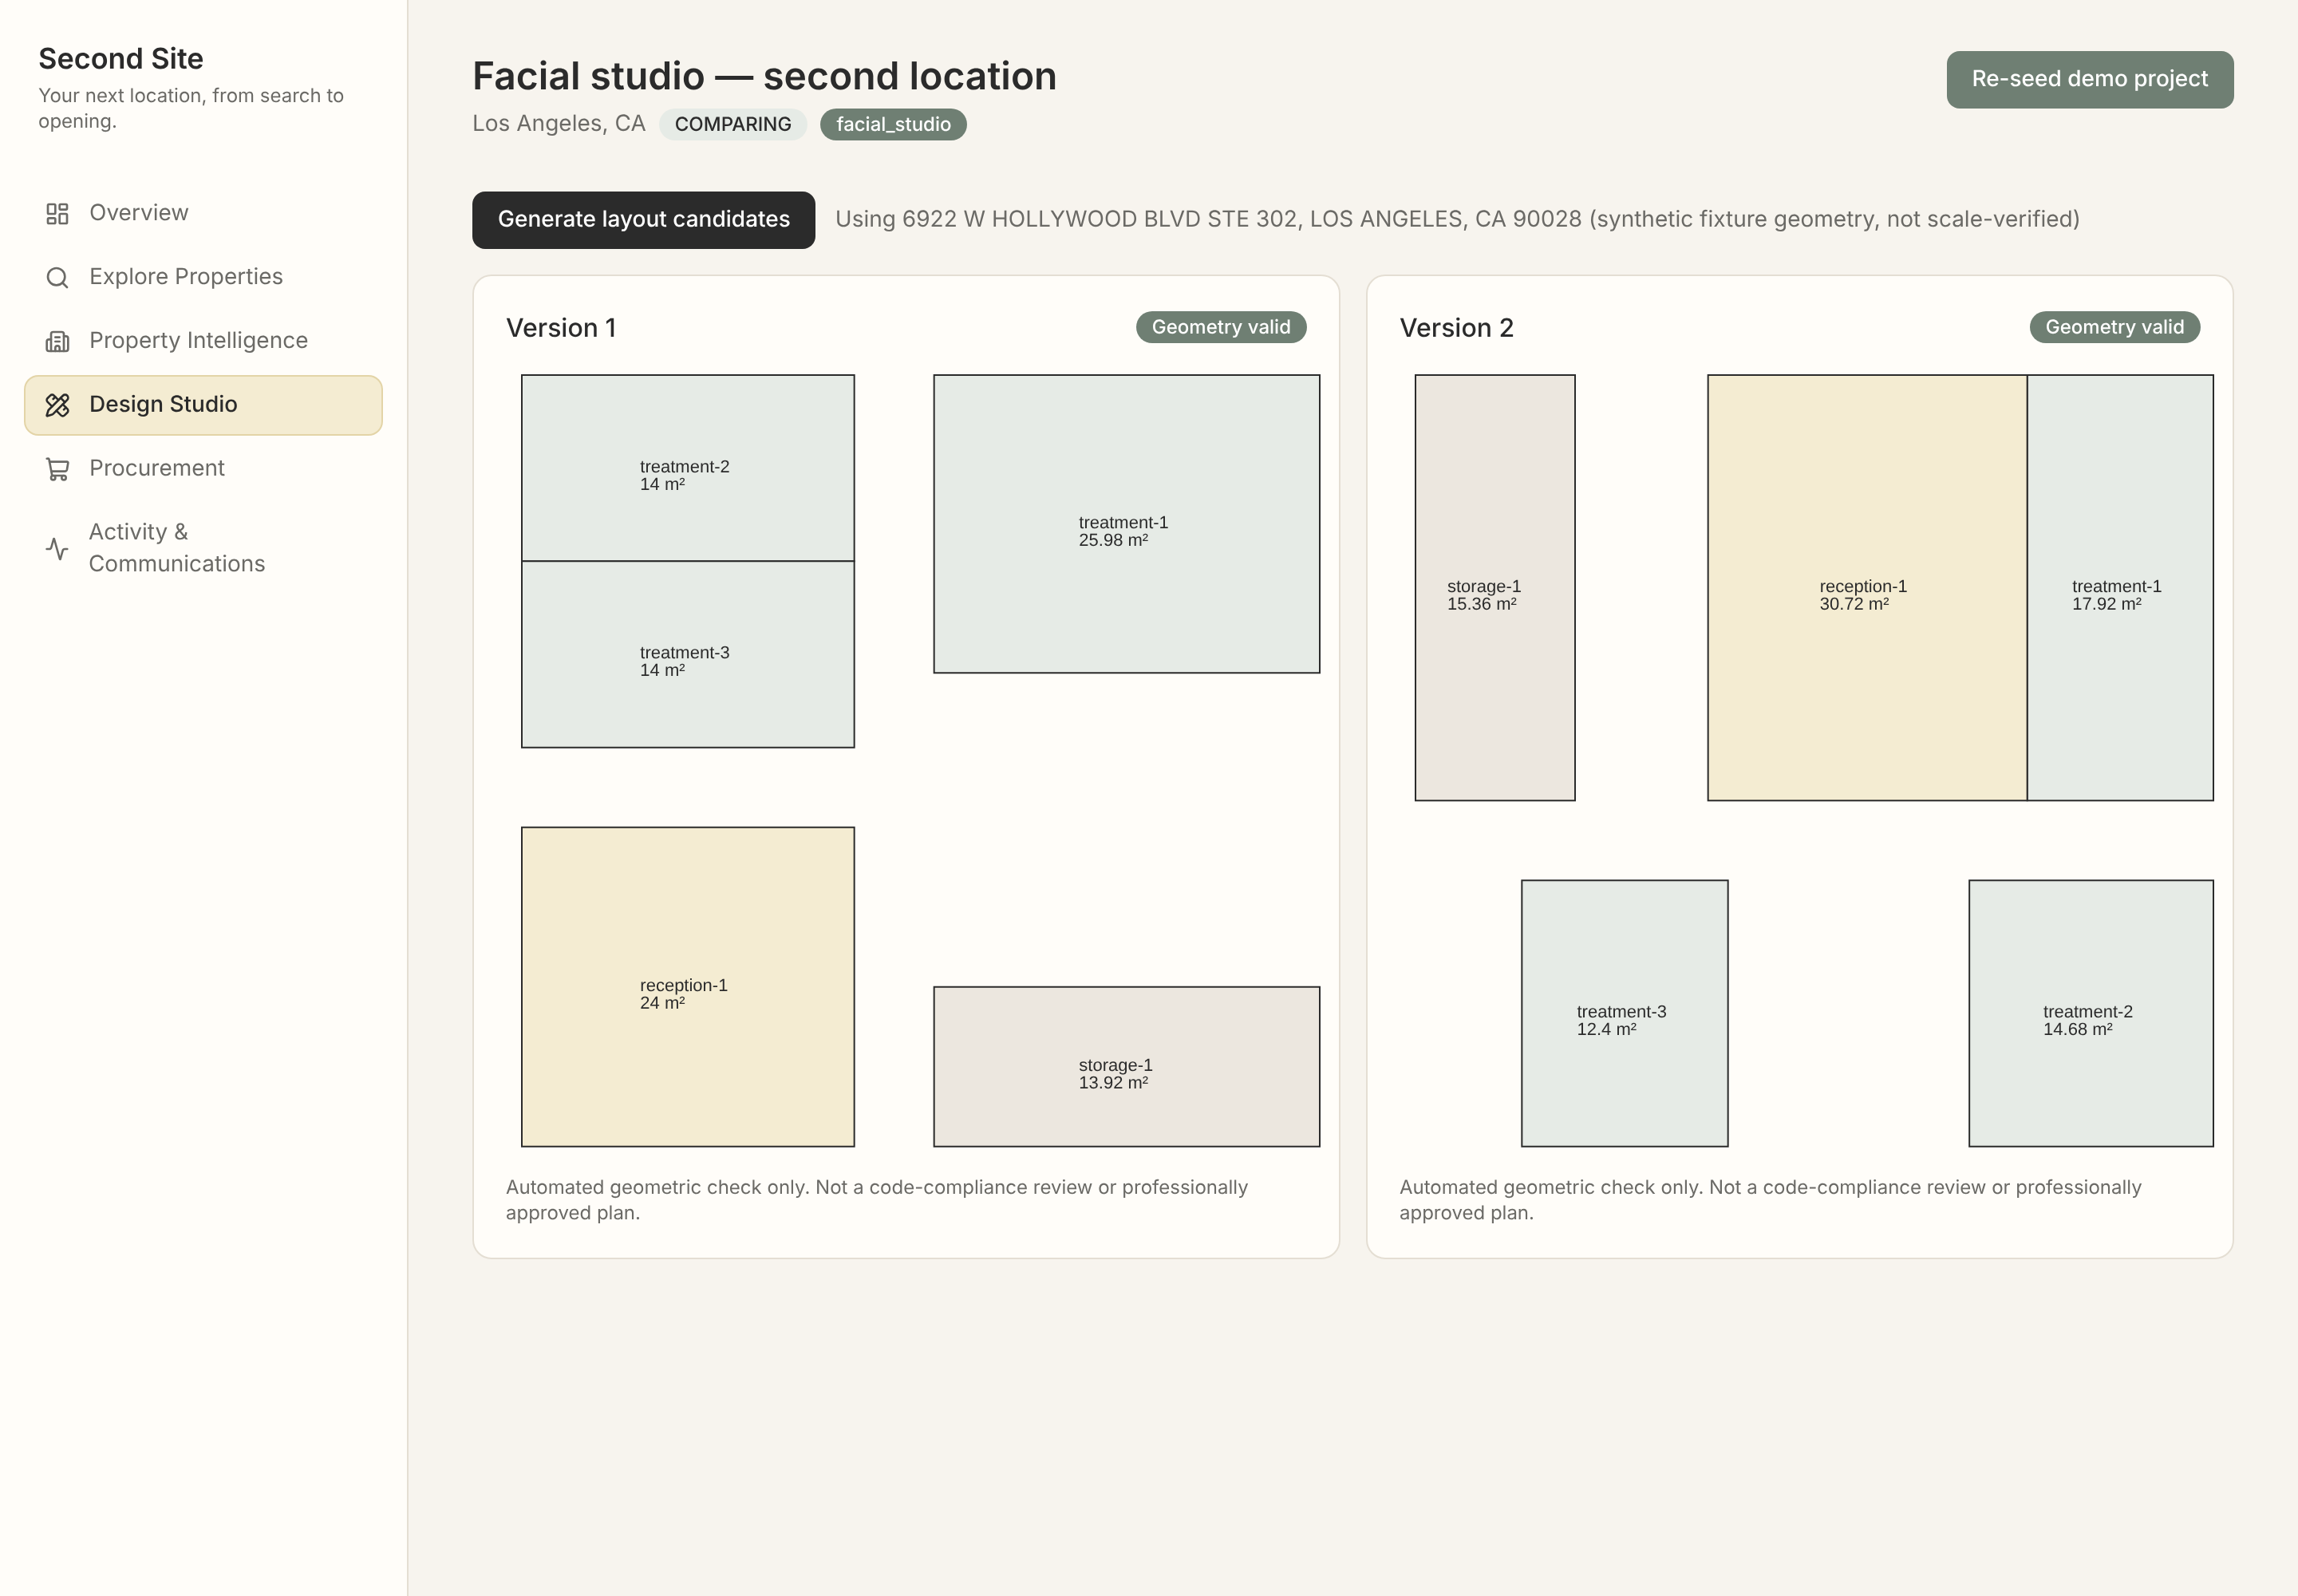 Second Site
Your next location, from search to
opening.
Overview
Explore Properties
Property Intelligence
Design Studio
Procurement
Activity &
Communications
Facial studio — second location
Los Angeles, CA
COMPARING
facial_studio
Re-seed demo project
Generate layout candidates
Using 6922 W HOLLYWOOD BLVD STE 302, LOS ANGELES, CA 90028 (synthetic fixture geometry, not scale-verified)
Version 1
Geometry valid
treatment-2
14 m²
treatment-1
25.98 m²
treatment-3
14 m²
reception-1
24 m²
storage-1
13.92 m²
Automated geometric check only. Not a code-compliance review or professionally
approved plan.
Version 2
Geometry valid
storage-1
15.36 m²
reception-1
30.72 m²
treatment-1
17.92 m²
treatment-3
12.4 m²
treatment-2
14.68 m²
Automated geometric check only. Not a code-compliance review or professionally
approved plan.